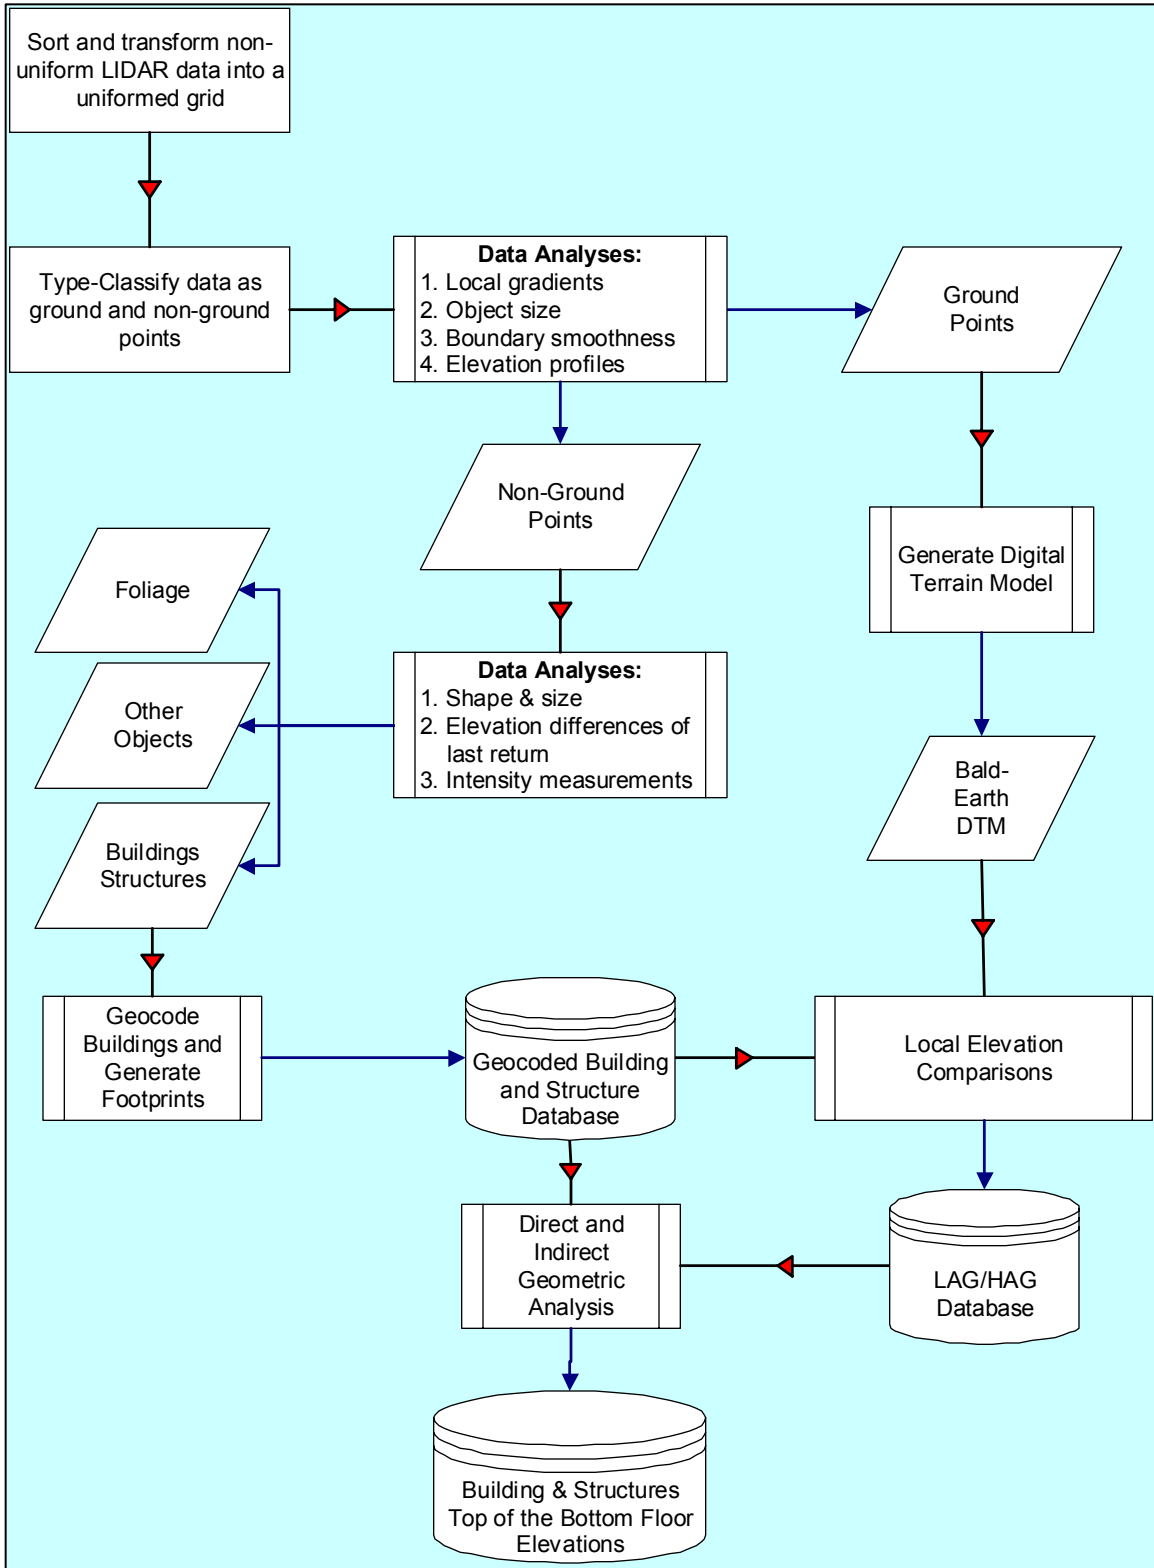 Sort and transform non-
uniform LIDAR data into a
uniformed grid
Type-Classify data as
ground and non-ground
points
Data Analyses:
1. Local gradients
2. Object size
3. Boundary smoothness
4. Elevation profiles
Ground
Points
Non-Ground
Points
Generate Digital
Terrain Model
Foliage
Other
Objects
Buildings
Structures
Data Analyses:
1. Shape & size
2. Elevation differences of
last return
3. Intensity measurements
Bald-
Earth
DTM
Geocode
Buildings and
Generate
Footprints
Geocoded Building
and Structure
Database
Local Elevation
Comparisons
Direct and
Indirect
Geometric
Analysis
LAG/HAG
Database
Building & Structures
Top of the Bottom Floor
Elevations